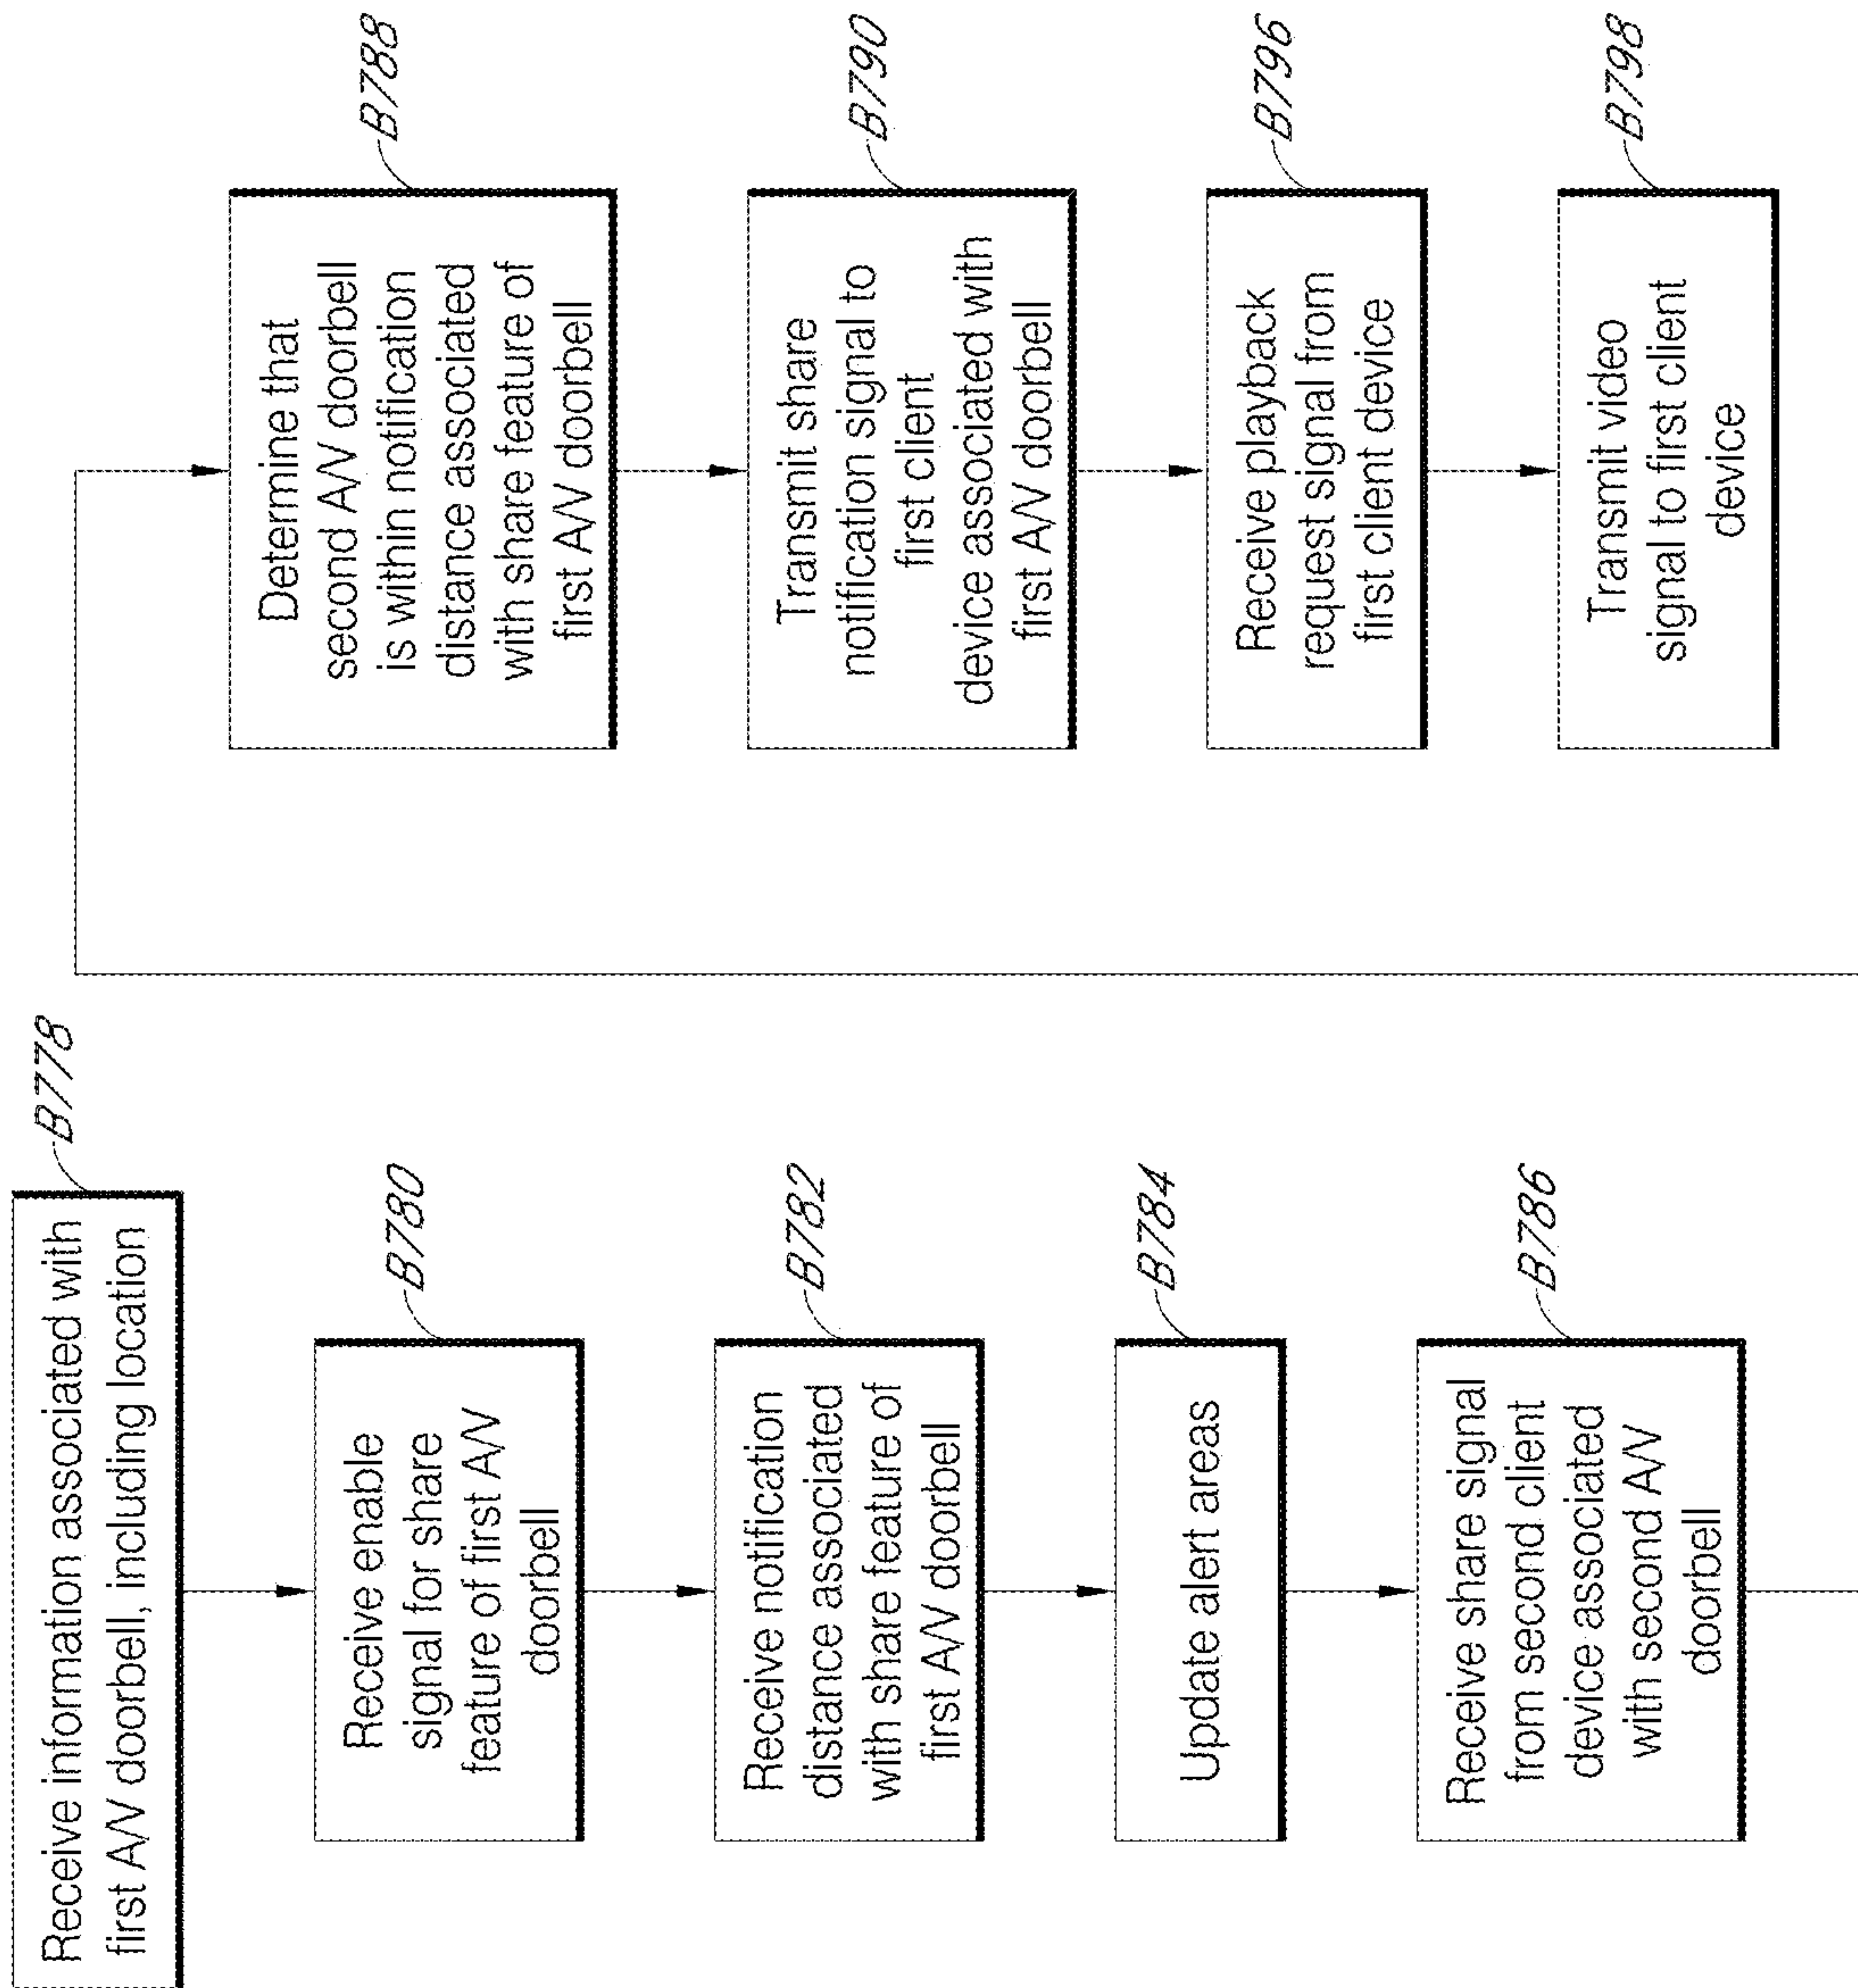 Receive information associated with
first A/V doorbell, including location
B778
Receive enable
signal for share
feature of first A/V
doorbell
B780
Receive notification
distance associated
with share feature of
first A/V doorbell
B782
Update alert areas
B784
Receive share signal
from second client
device associated
with second A/V
doorbell
B786
Determine that
second A/V doorbell
is within notification
distance associated
with share feature of
first A/V doorbell
B788
Transmit share
notification signal to
first client
device associated with
first A/V doorbell
B790
Receive playback
request signal from
first client device
B796
Transmit video
signal to first client
device
B798